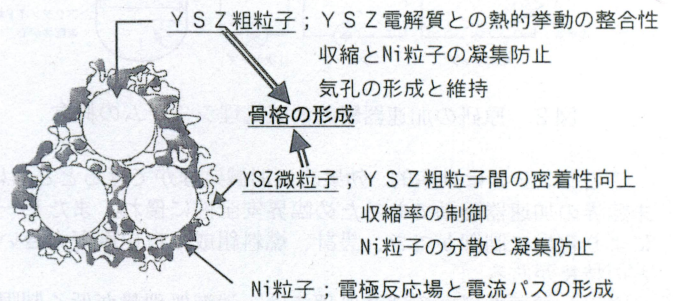 ＹＳＺ粗粒子；ＹＳＺ電解質との熱的挙動の整合性
収縮とNi粒子の凝集防止
気孔の形成と維持
骨格の形成
YSZ微粒子；ＹＳＺ粗粒子間の密着性向上
収縮率の制御
Ni粒子の分散と凝集防止
Ni粒子；電極反応場と電流パスの形成